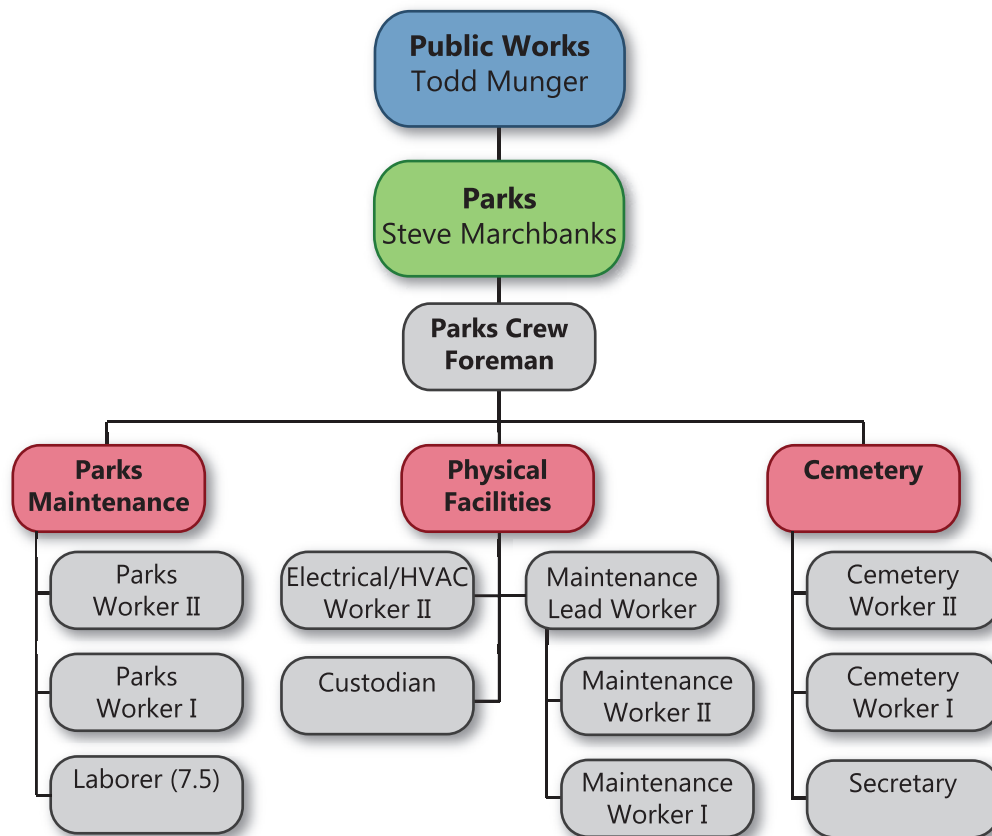 Public Works
Todd Munger
Parks
Steve Marchbanks
Parks Crew
Foreman
Parks
Maintenance
Parks
Worker II
Parks
Worker I
Laborer (7.5)
Physical
Facilities
Electrical/HVAC
Worker II
Custodian
Maintenance
Lead Worker
Maintenance
Worker II
Maintenance
Worker I
Cemetery
Cemetery
Worker II
Cemetery
Worker I
Secretary